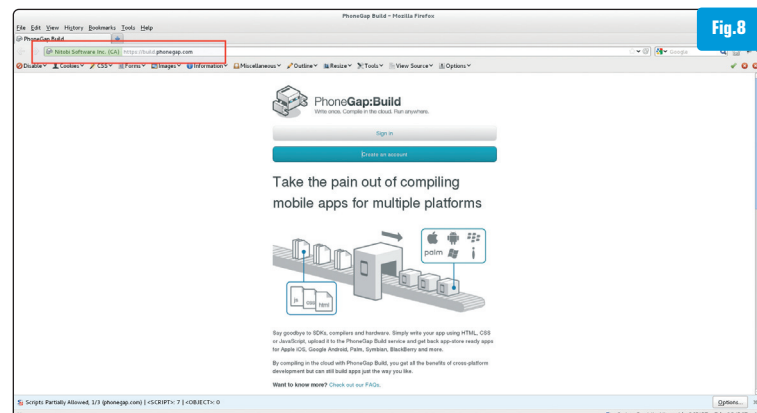 PhoneGap Build - Mozilla Firefox
Fig.8
File Edit View History Bookmarks Tools Help
PhoneGap Build
Nitobi Software Inc. (CA) https://build.phonegap.com
Google
Disable Cookies CSS Forms Images Information Miscellaneous Outline Resize Tools View Source Options
PhoneGap:Build
Write once. Compile in the cloud. Run anywhere.
Sign in
Create an account
Take the pain out of compiling
mobile apps for multiple platforms
palm
js css html
Say goodbye to SDKs, compilers and hardware. Simply write your app using HTML, CSS
or JavaScript, upload it to the PhoneGap Build service and get back app-store ready apps
for Apple iOS, Google Android, Palm, Symbian, BlackBerry and more.
By compiling in the cloud with PhoneGap Build, you get all the benefits of cross-platform
development but can still build apps just the way you like.
Want to know more? Check out our FAQs.
Scripts Partially Allowed, 1/3 (phonegap.com) | <SCRIPT>: 7 | <OBJECT>: 0
Options...